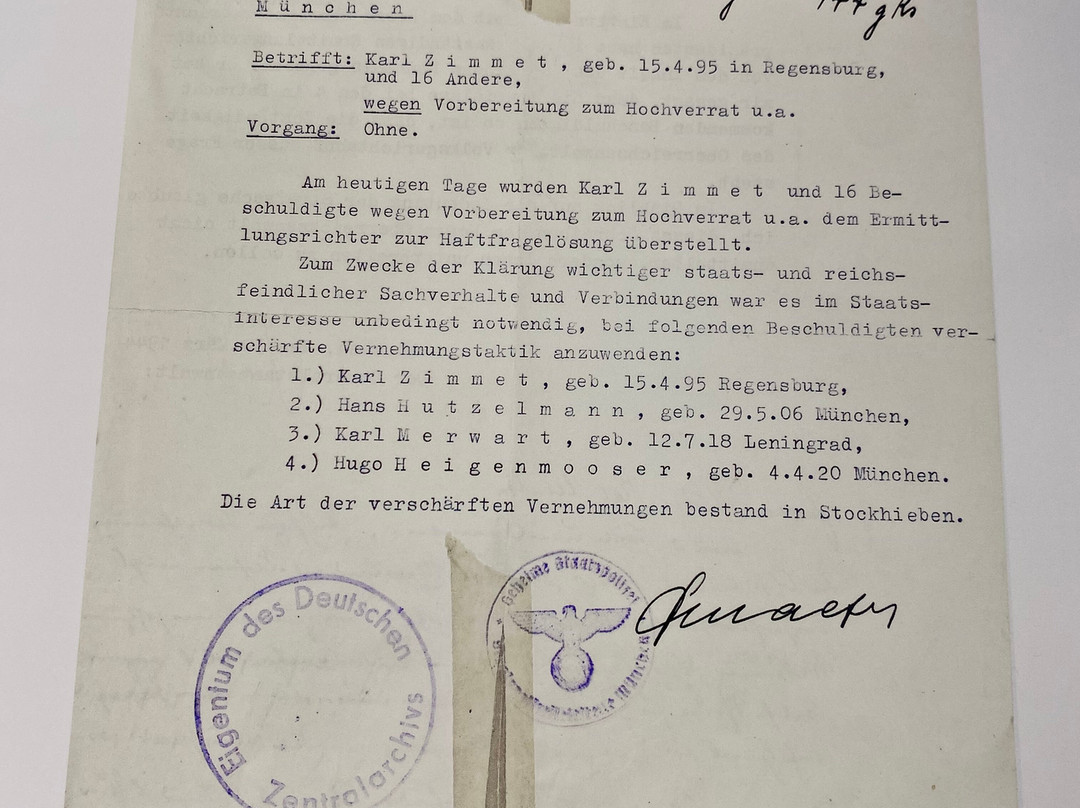 M ü n c h e n
Betrifft: Karl Z i m m e t , geb. 15.4.95 in Regensburg,
und 16 Andere,
wegen Vorbereitung zum Hochverrat u.a.
Vorgang: Ohne.
Am heutigen Tage wurden Karl Z i m m e t und 16 Be-
schuldigte wegen Vorbereitung zum Hochverrat u.a. dem Ermitt-
lungsrichter zur Haftfragelösung überstellt.
Zum Zwecke der Klärung wichtiger staats- und reichs-
feindlicher Sachverhalte und Verbindungen war es im Staats-
interesse unbedingt notwendig, bei folgenden Beschuldigten ver-
schärfte Vernehmungstaktik anzuwenden:
1.) Karl Z i m m e t , geb. 15.4.95 Regensburg,
2.) Hans H u t z e l m a n n , geb. 29.5.06 München,
3.) Karl M e r w a r t , geb. 12.7.18 Leningrad,
4.) Hugo H e i g e n m o o s e r , geb. 4.4.20 München.
Die Art der verschärften Vernehmungen bestand in Stockhieben.
Eigentum des Deutschen
Zentralarchivs
Geheime Staatspolizei
München